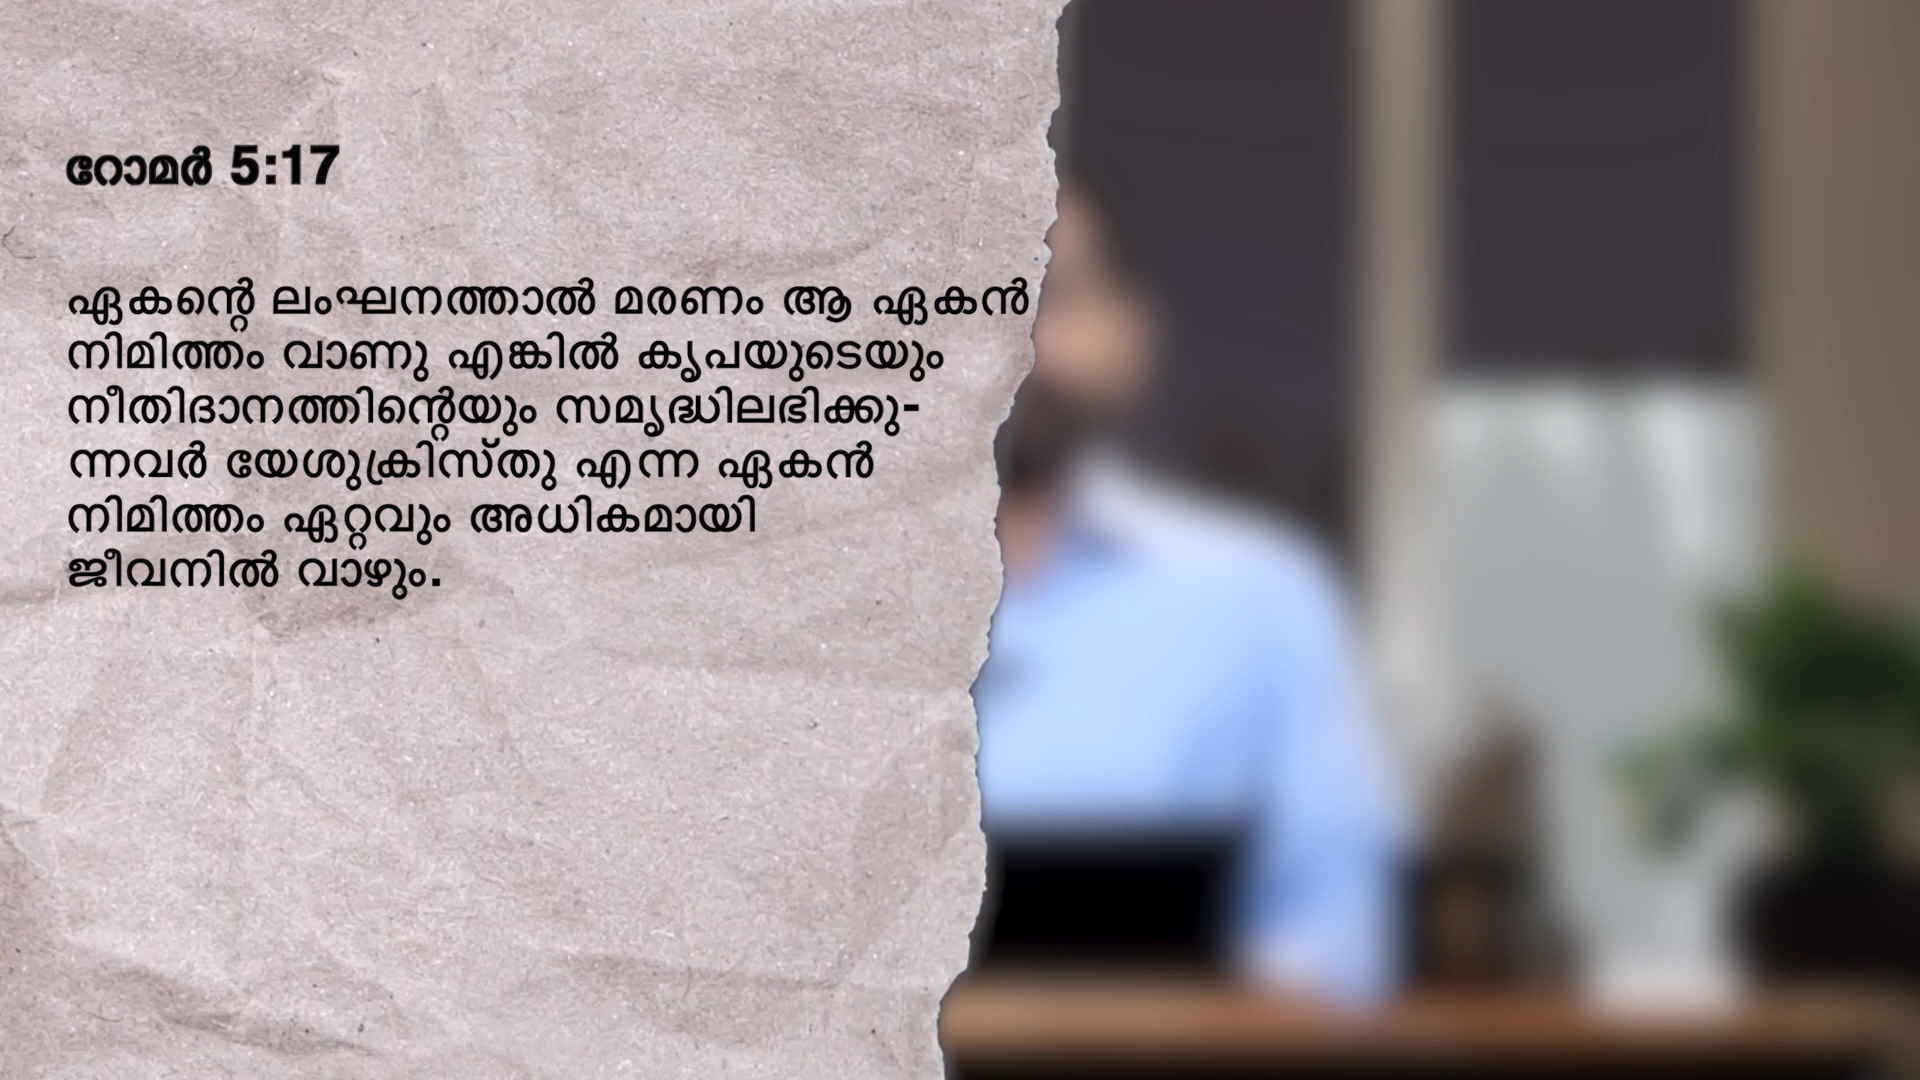 റോമർ 5:17
ഏകന്റെ ലംഘനത്താൽ മരണം ആ ഏകൻ
നിമിത്തം വാണു എങ്കിൽ കൃപയുടെയും
നീതിദാനത്തിന്റെയും സമൃദ്ധിലഭിക്കു-
ന്നവർ യേശുക്രിസ്തു എന്ന ഏകൻ
നിമിത്തം ഏറ്റവും അധികമായി
ജീവനിൽ വാഴും.